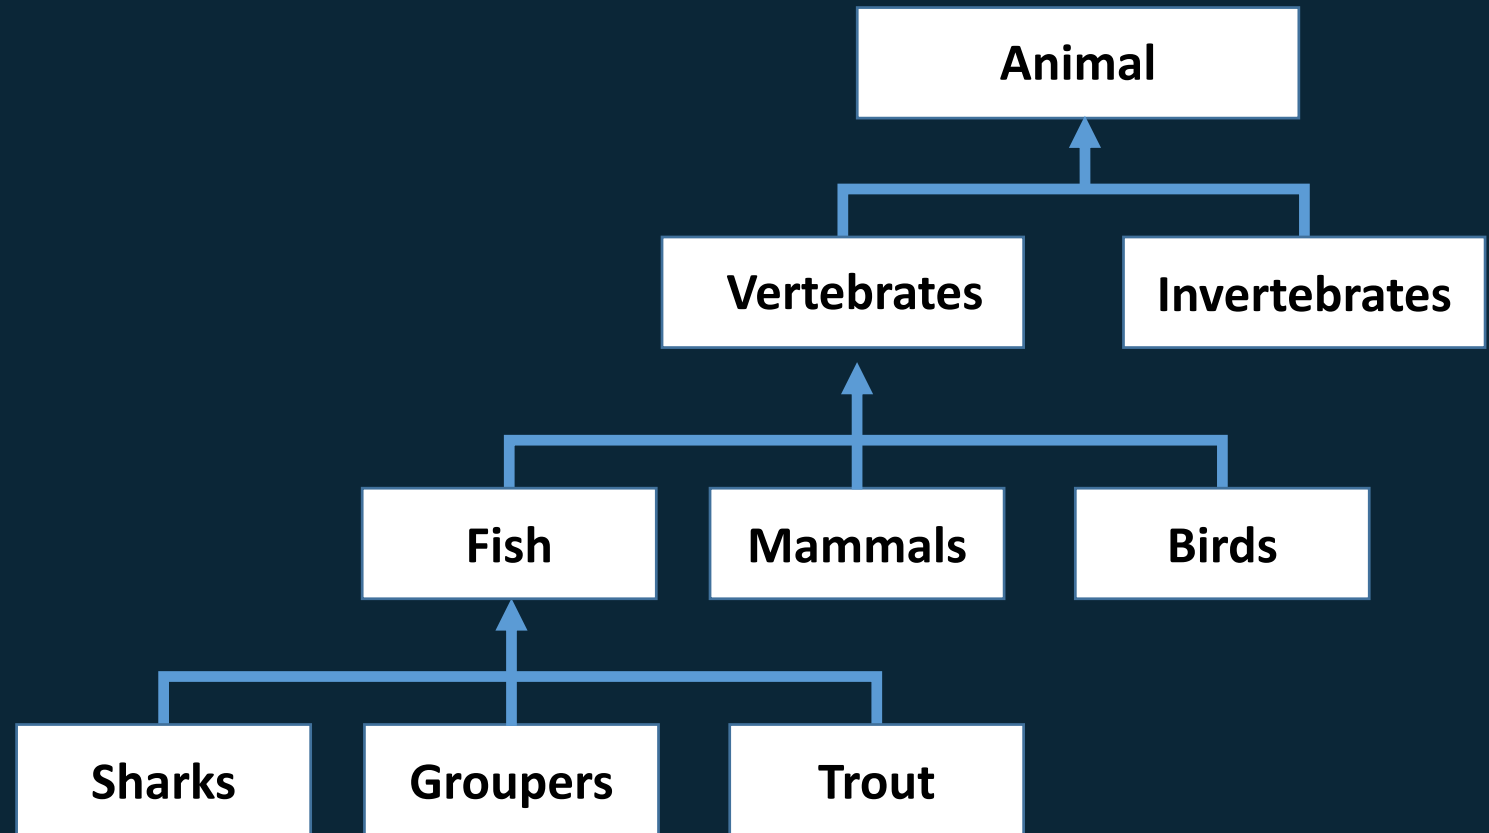 Animal
Vertebrates
Invertebrates
Fish
Mammals
Birds
Sharks
Groupers
Trout